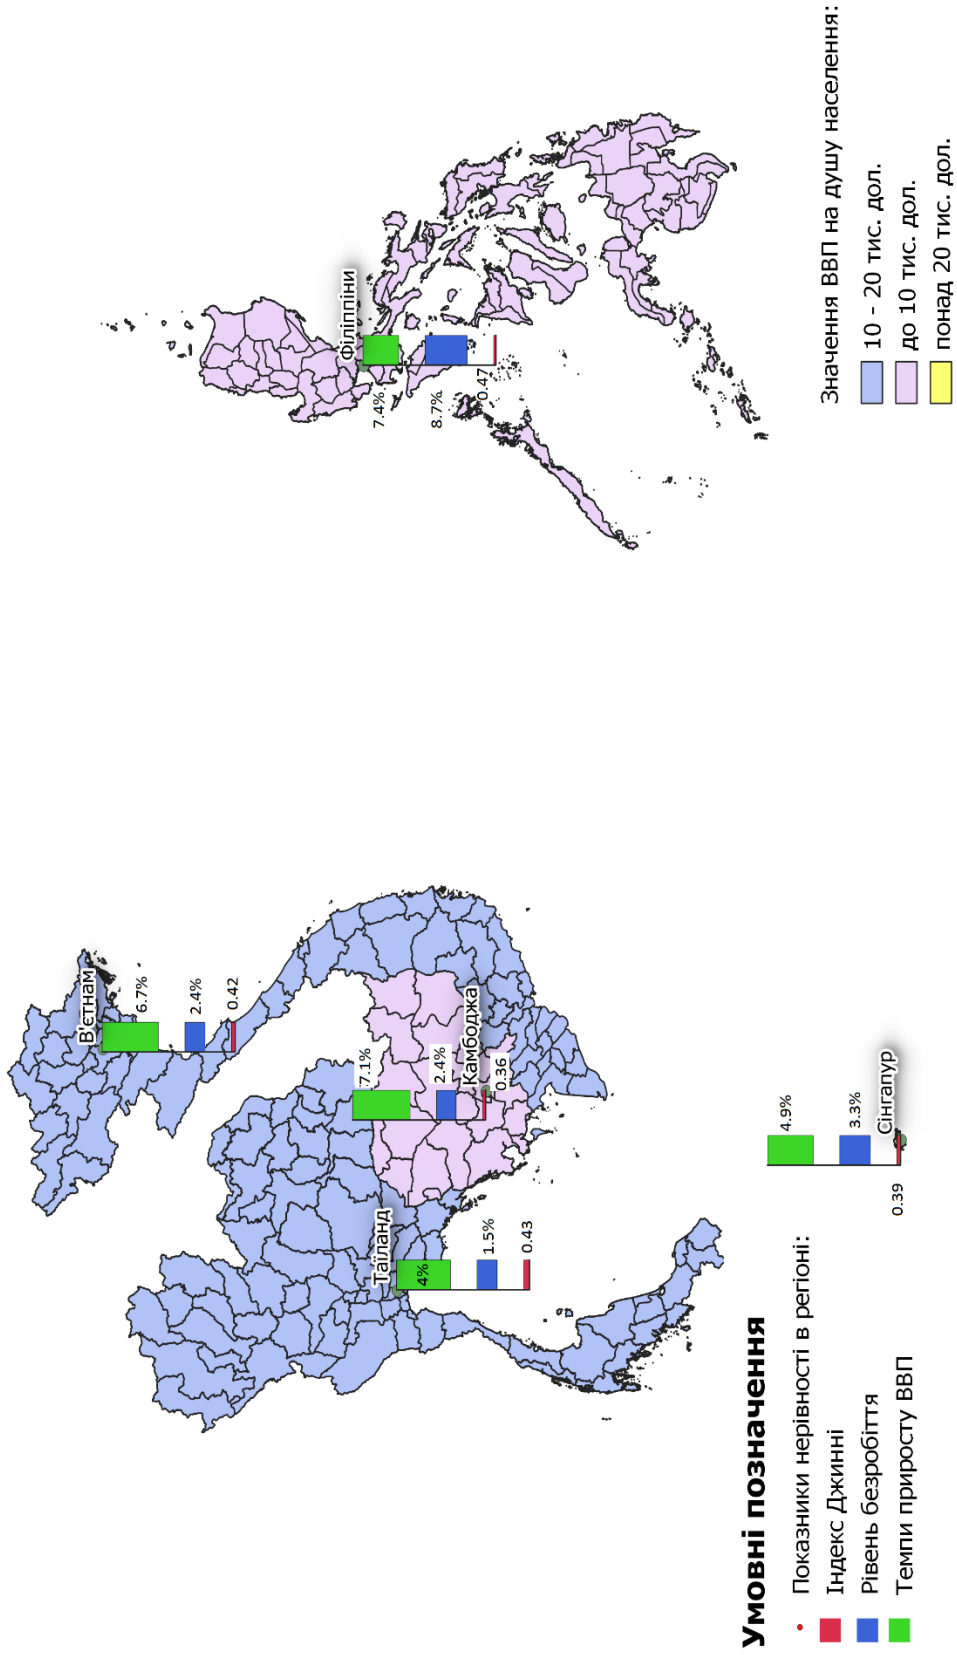 В'єтнам
6.7%
2.4%
0.42
Філіппіни
7.4%
8.7%
0.47
7.1%
2.4%
Камбоджа
0.36
Таїланд
4%
1.5%
0.43
4.9%
3.3%
Сінгапур
0.39
Умовні позначення
Показники нерівності в регіоні:
Індекс Джинні
Рівень безробіття
Темпи приросту ВВП
Значення ВВП на душу населення:
10 - 20 тис. дол.
до 10 тис. дол.
понад 20 тис. дол.